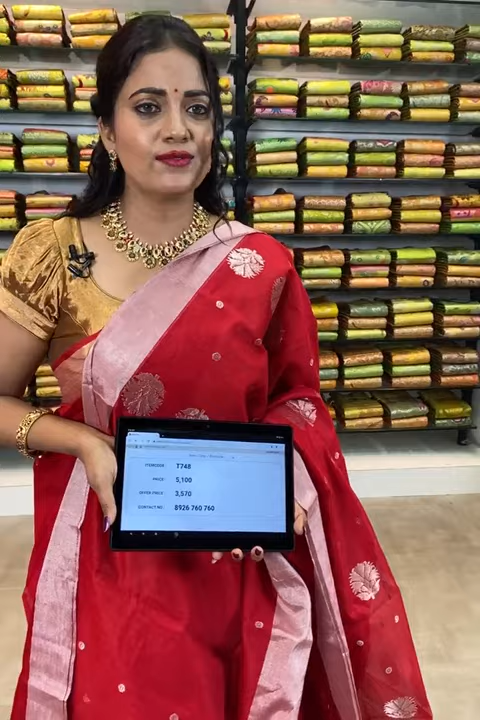 ITEMCODE: T748
PRICE: 5,100
OFFER PRICE: 3,570
CONTACT NO: 8926 760 760